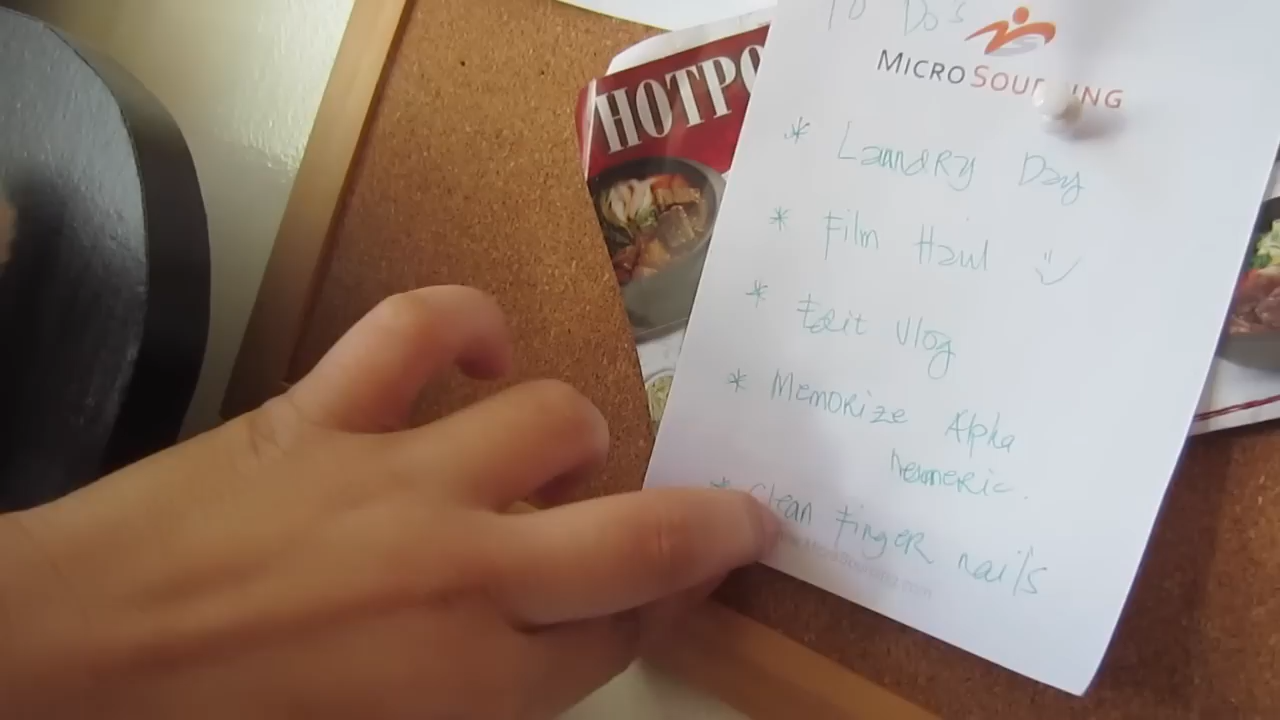 To Do's
MICROSOURCING
HOTPO
* Laundry Day
* Film Haul
* Edit Vlog
* Memorize Alpha
numeric.
* Clean Finger nails